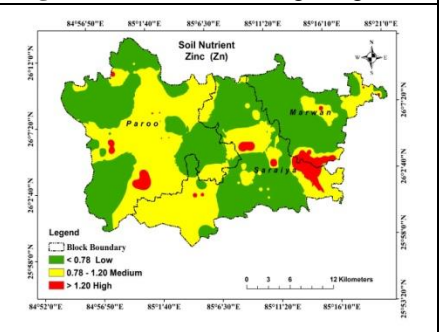 84°56'50"E 85°1'40"E 85°6'30"E 85°11'20"E 85°16'10"E 85°21'0"E
Soil Nutrient
Zinc (Zn)
N
W E
S
26°12'0"N
26°7'20"N
26°2'40"N
25°58'0"N
26°7'20"N
26°2'40"N
25°58'0"N
25°53'20"N
Paroo
Marwan
Saraiya
Legend
Block Boundary
< 0.78 Low
0.78 - 1.20 Medium
> 1.20 High
0 3 6 12 Kilometers
84°52'0"E 84°56'50"E 85°1'40"E 85°6'30"E 85°11'20"E 85°16'10"E